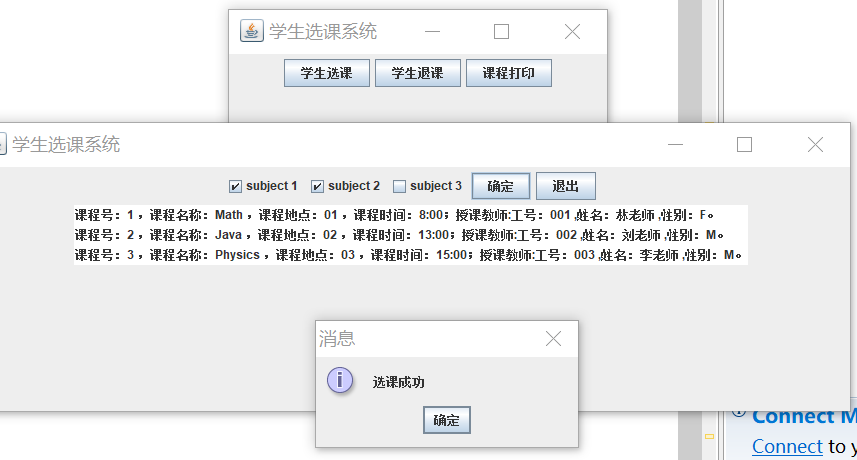 学生选课系统
学生选课 学生退课 课程打印
学生选课系统
subject 1 subject 2 subject 3 确定 退出
课程号：1 ，课程名称：Math ，课程地点：01 ，课程时间：8:00；授课教师:工号：001 ,姓名：林老师 ,性别：F。
课程号：2 ，课程名称：Java ，课程地点：02 ，课程时间：13:00；授课教师:工号：002 ,姓名：刘老师 ,性别：M。
课程号：3 ，课程名称：Physics ，课程地点：03 ，课程时间：15:00；授课教师:工号：003 ,姓名：李老师 ,性别：M。
消息
选课成功
确定
Connect M
Connect to y